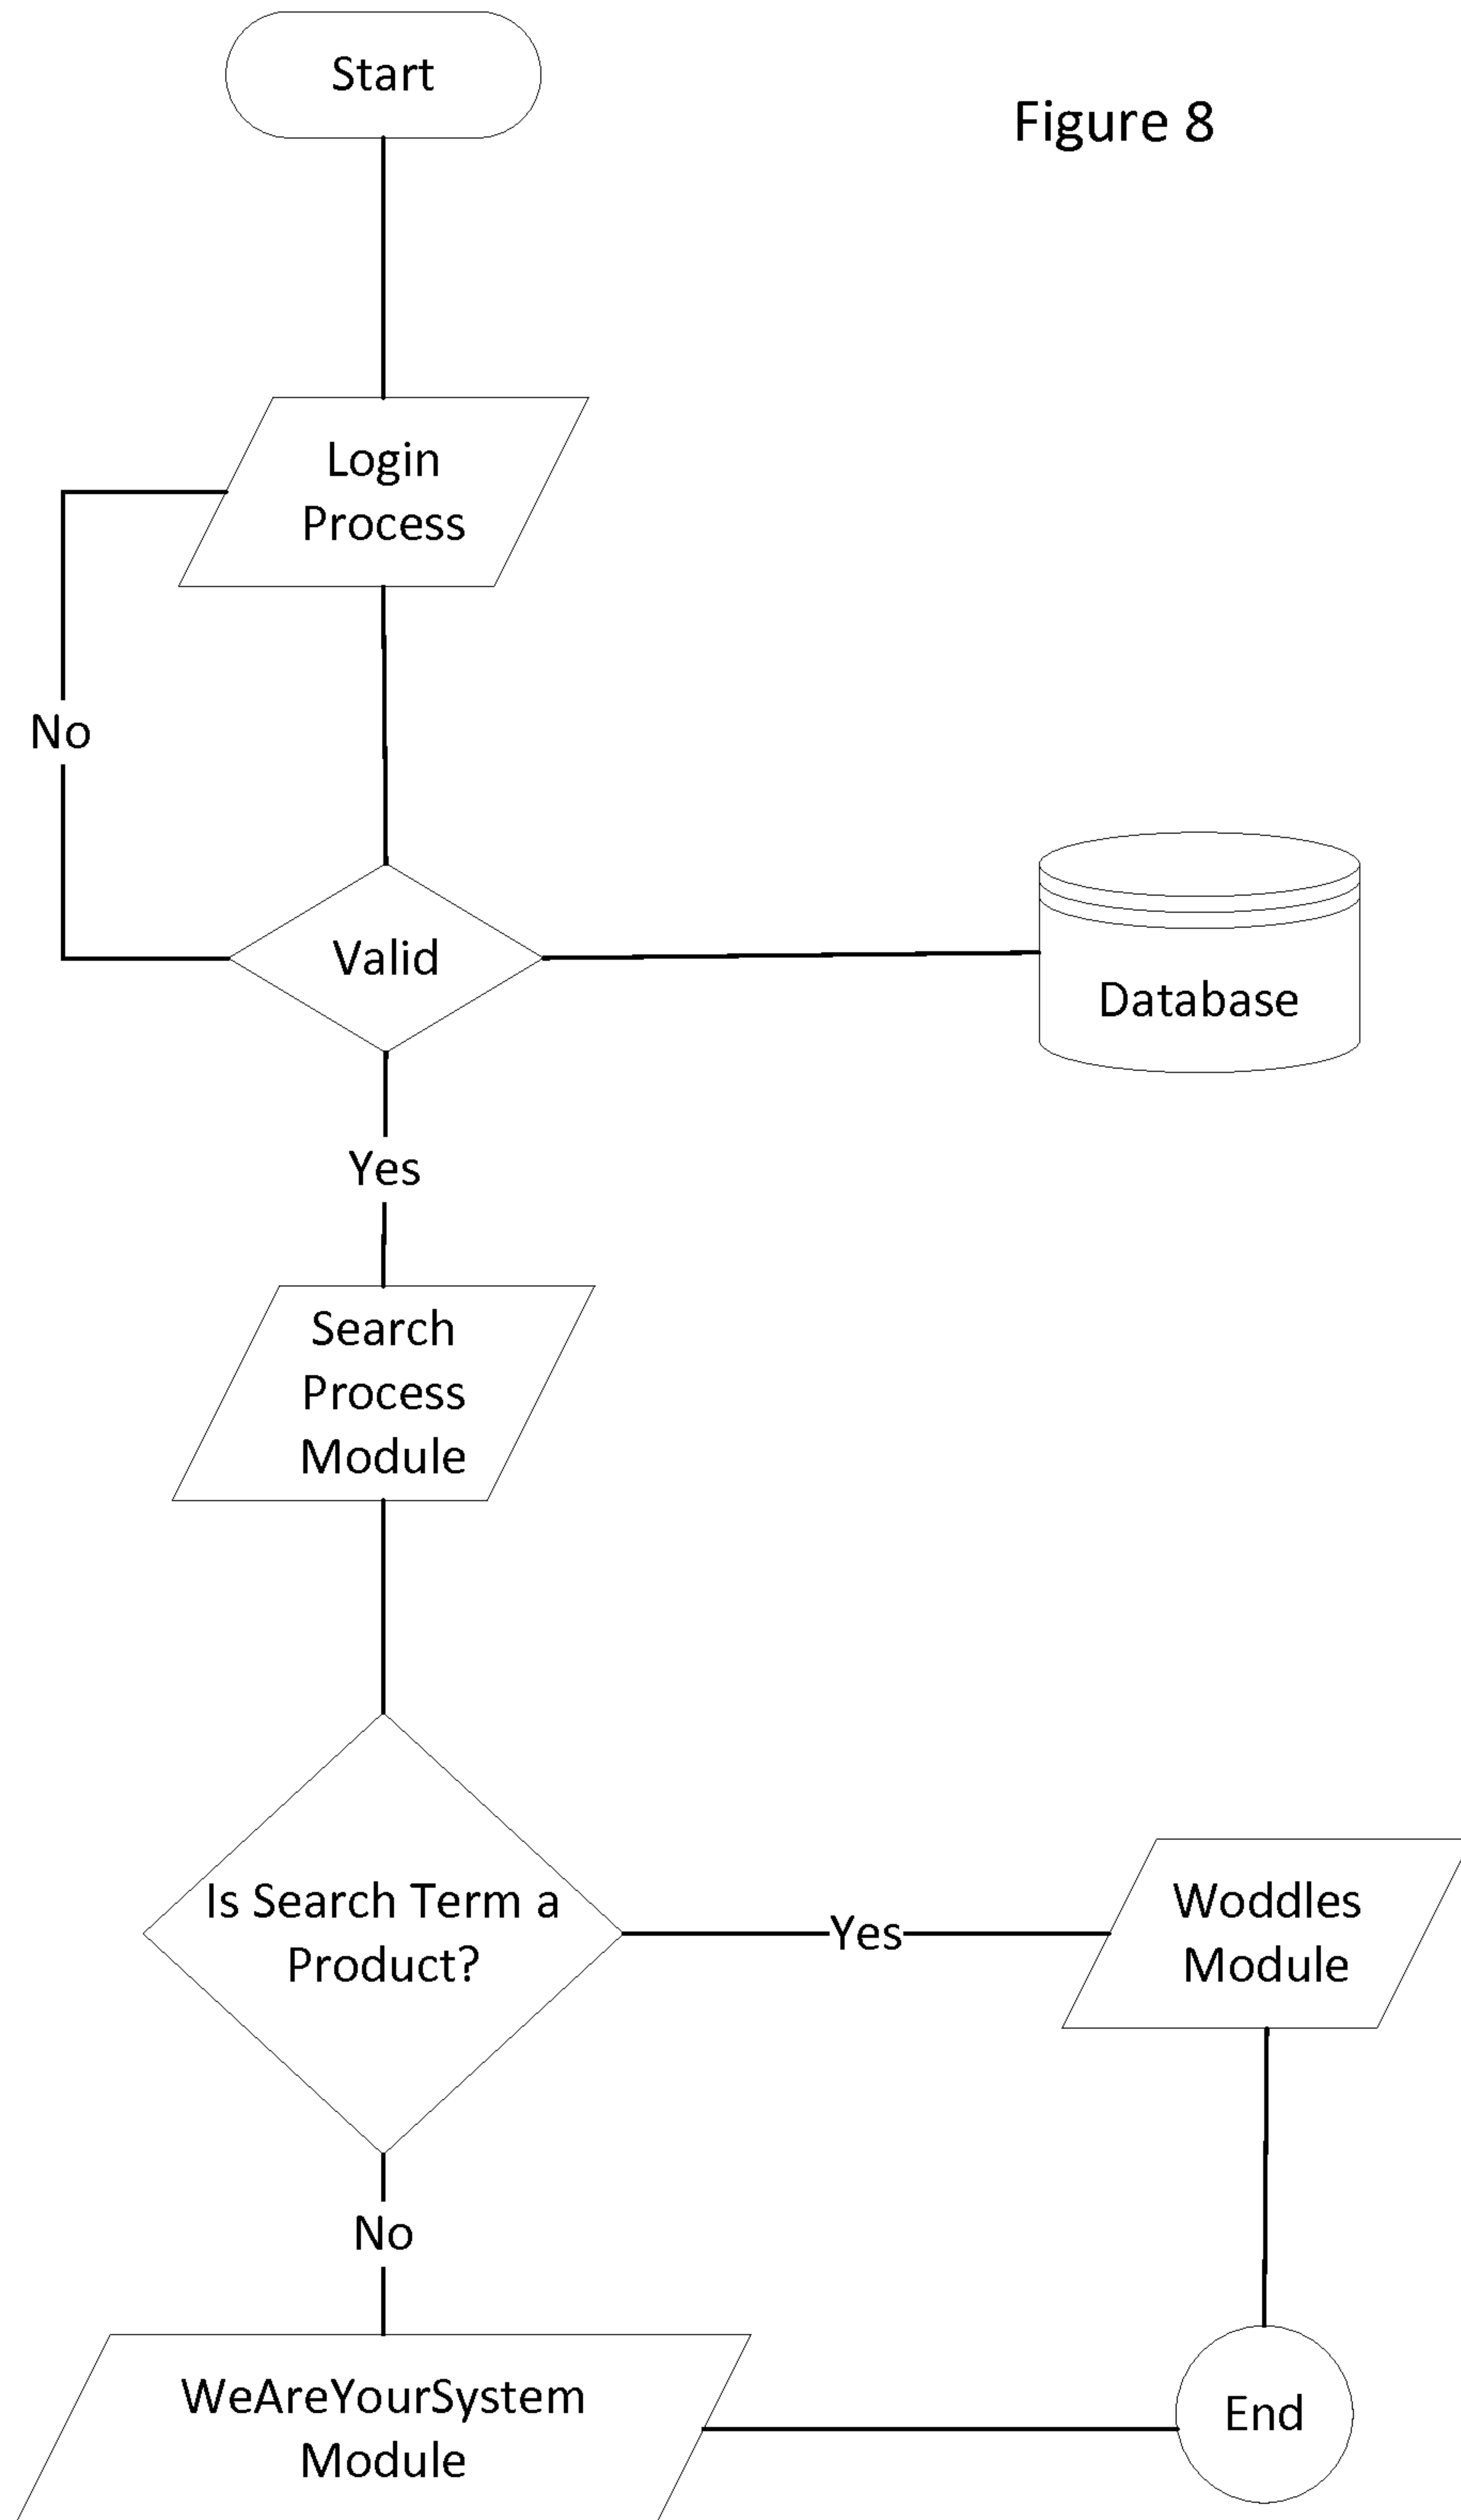 Start
Figure 8
Login
Process
No
Valid
Database
Yes
Search
Process
Module
Is Search Term a
Product?
Yes
Woddles
Module
No
WeAreYourSystem
Module
End